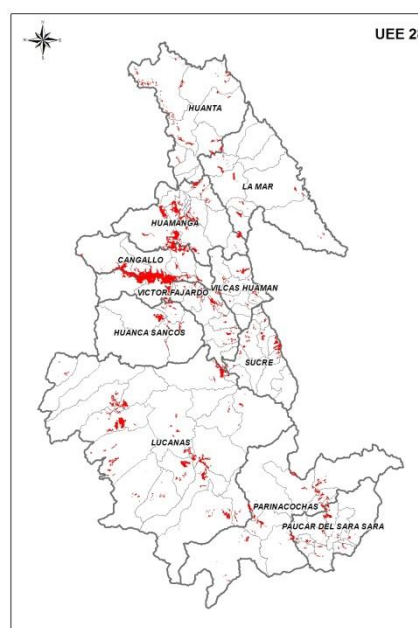 UEE 28
HUANTA
LA MAR
HUAMANGA
CANGALLO
VICTOR FAJARDO
VILCAS HUAMAN
HUANCA SANCOS
SUCRE
LUCANAS
PARINACOCHAS
PAUCAR DEL SARA SARA